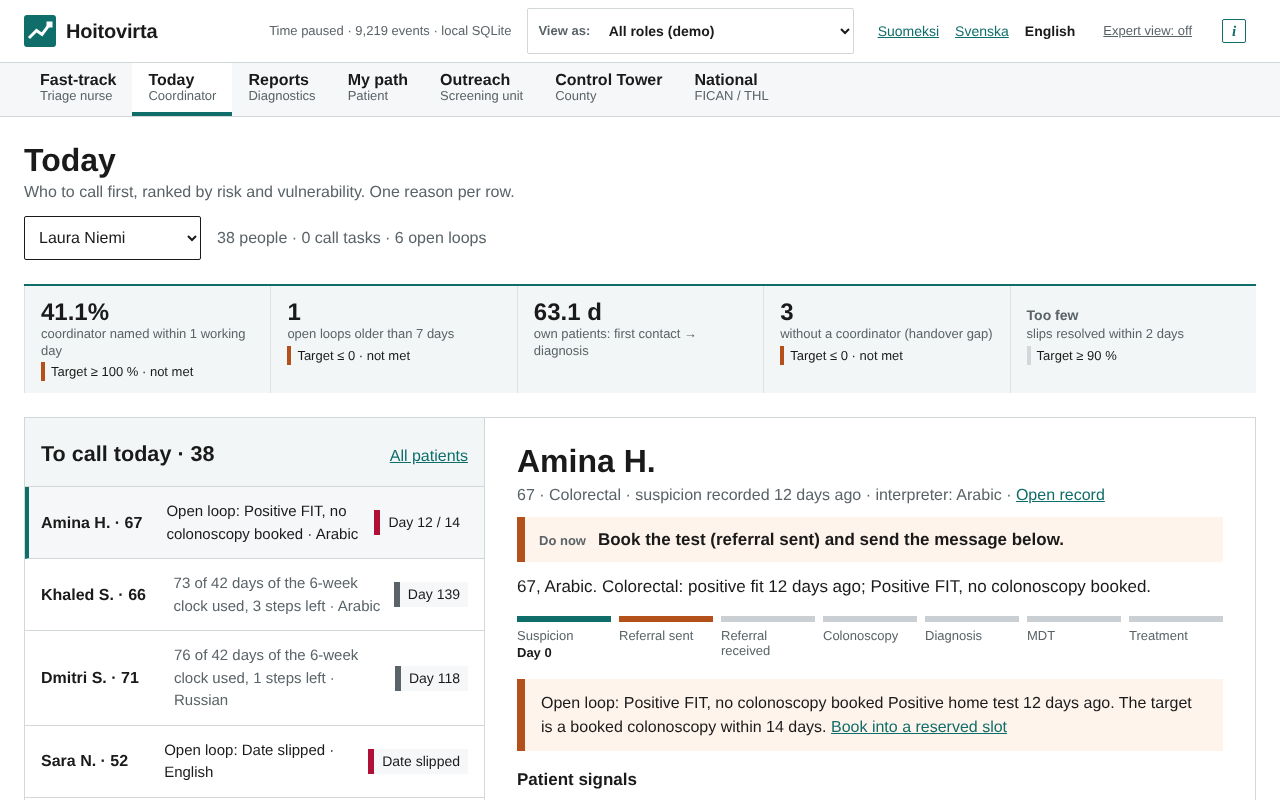 Hoitovirta
Time paused · 9,219 events · local SQLite
View as: All roles (demo)
Suomeksi Svenska English
Expert view: off
i
Fast-track
Triage nurse
Today
Coordinator
Reports
Diagnostics
My path
Patient
Outreach
Screening unit
Control Tower
County
National
FICAN / THL
Today
Who to call first, ranked by risk and vulnerability. One reason per row.
Laura Niemi
38 people · 0 call tasks · 6 open loops
41.1%
coordinator named within 1 working
day
Target ≥ 100 % · not met
1
open loops older than 7 days
Target ≤ 0 · not met
63.1 d
own patients: first contact →
diagnosis
3
without a coordinator (handover gap)
Target ≤ 0 · not met
Too few
slips resolved within 2 days
Target ≥ 90 %
To call today · 38
All patients
Amina H. · 67
Open loop: Positive FIT, no
colonoscopy booked · Arabic
Day 12 / 14
Khaled S. · 66
73 of 42 days of the 6-week
clock used, 3 steps left · Arabic
Day 139
Dmitri S. · 71
76 of 42 days of the 6-week
clock used, 1 steps left ·
Russian
Day 118
Sara N. · 52
Open loop: Date slipped ·
English
Date slipped
Amina H.
67 · Colorectal · suspicion recorded 12 days ago · interpreter: Arabic · Open record
Do now Book the test (referral sent) and send the message below.
67, Arabic. Colorectal: positive fit 12 days ago; Positive FIT, no colonoscopy booked.
Suspicion
Day 0
Referral sent
Referral
received
Colonoscopy
Diagnosis
MDT
Treatment
Open loop: Positive FIT, no colonoscopy booked Positive home test 12 days ago. The target
is a booked colonoscopy within 14 days. Book into a reserved slot
Patient signals